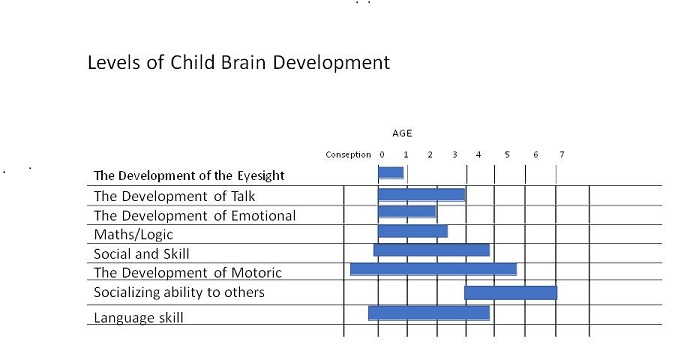 Levels of Child Brain Development
AGE
Conseption 0 1 2 3 4 5 6 7
The Development of the Eyesight
The Development of Talk
The Development of Emotional
Maths/Logic
Social and Skill
The Development of Motoric
Socializing ability to others
Language skill